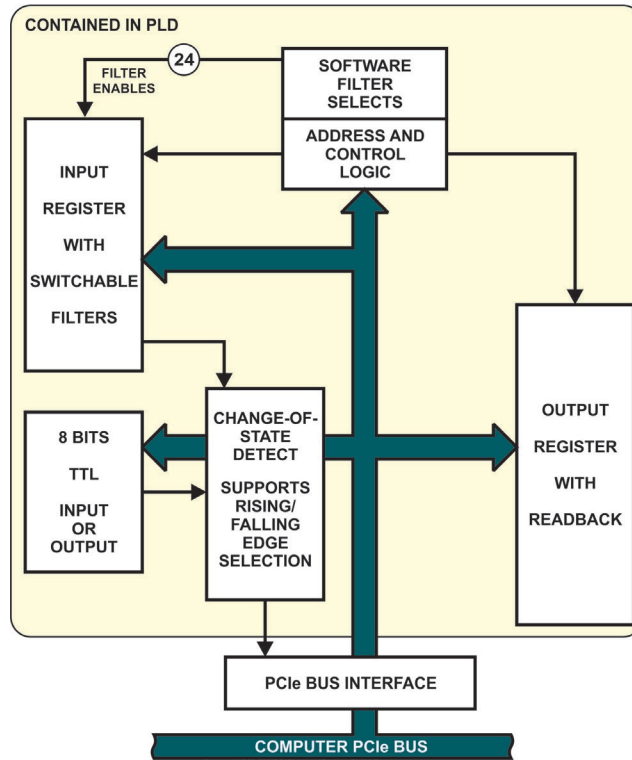 CONTAINED IN PLD
24
FILTER
ENABLES
SOFTWARE
FILTER
SELECTS
ADDRESS AND
CONTROL
LOGIC
INPUT
REGISTER
WITH
SWITCHABLE
FILTERS
8 BITS
TTL
INPUT
OR
OUTPUT
CHANGE-OF-
STATE
DETECT
SUPPORTS
RISING/
FALLING
EDGE
SELECTION
OUTPUT
REGISTER
WITH
READBACK
PCIe BUS INTERFACE
COMPUTER PCIe BUS